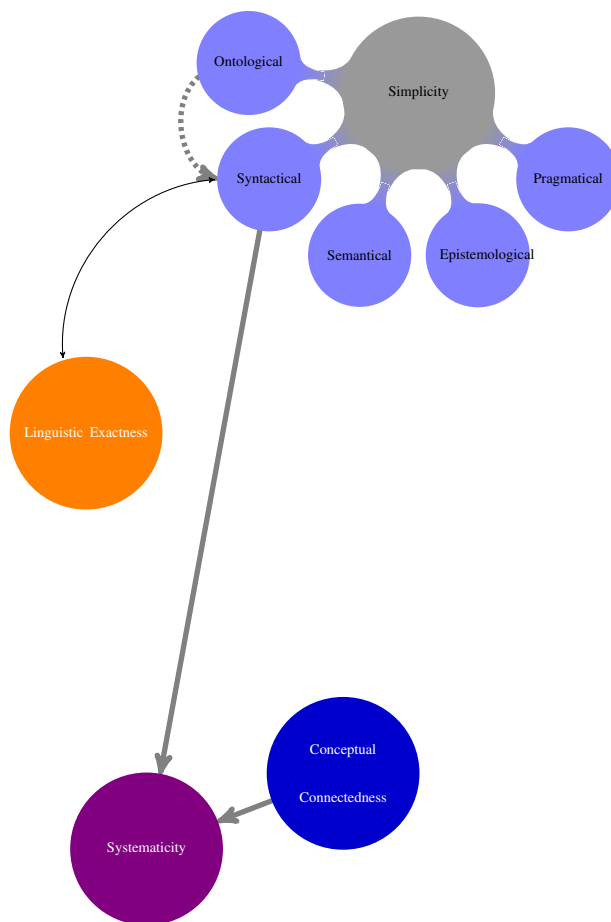 Ontological
Simplicity
Syntactical
Pragmatical
Semantical
Epistemological
Linguistic Exactness
Conceptual
Connectedness
Systematicity